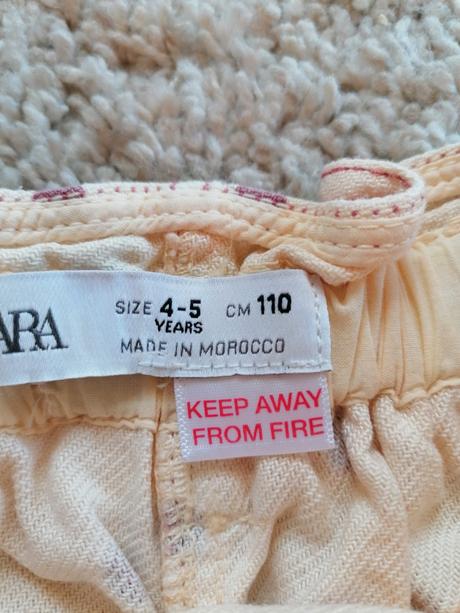 ARA
SIZE 4-5 CM 110
YEARS
MADE IN MOROCCO
KEEP AWAY
FROM FIRE